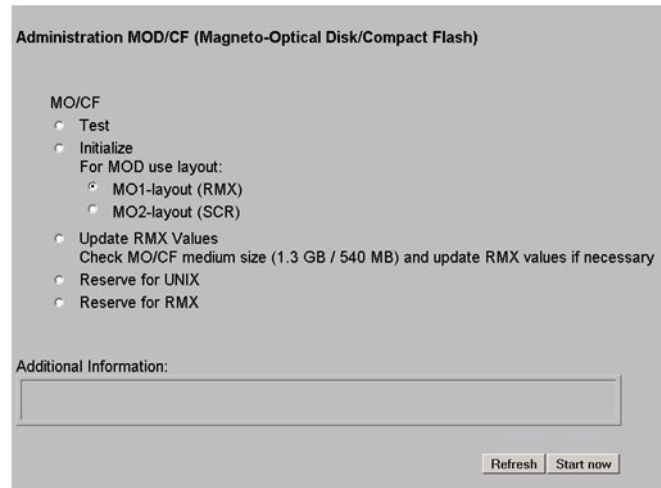 Administration MOD/CF (Magneto-Optical Disk/Compact Flash)
MO/CF
Test
Initialize
For MOD use layout:
MO1-layout (RMX)
MO2-layout (SCR)
Update RMX Values
Check MO/CF medium size (1.3 GB / 540 MB) and update RMX values if necessary
Reserve for UNIX
Reserve for RMX
Additional Information:
Refresh
Start now